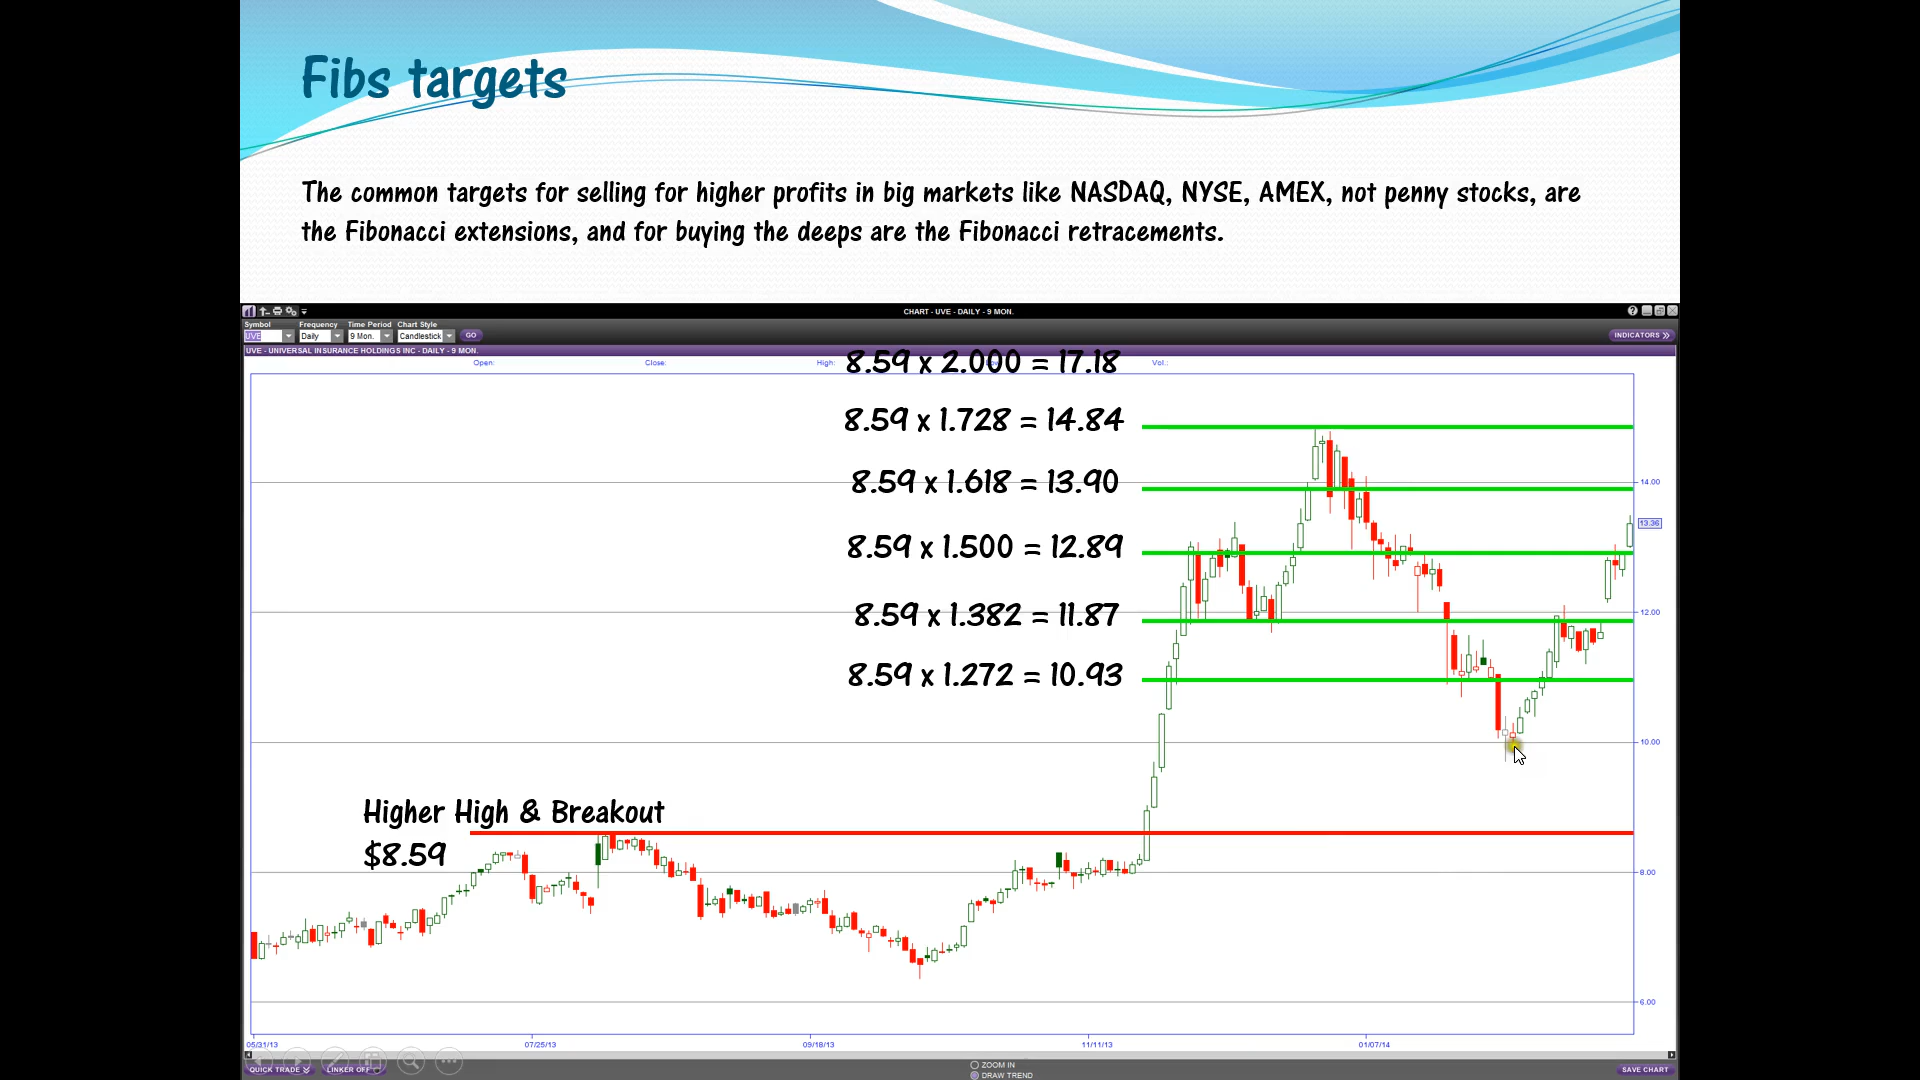 Fibs targets
The common targets for selling for higher profits in big markets like NASDAQ, NYSE, AMEX, not penny stocks, are
the Fibonacci extensions, and for buying the deeps are the Fibonacci retracements.
CHART - UVE - DAILY - 9 MON.
Symbol Frequency Time Period Chart Style
UVE Daily 9 Mon. Candlestick GO INDICATORS
UVE - UNIVERSAL INSURANCE HOLDINGS INC - DAILY - 9 MON.
Open: Close: High: Vol.:
8.59 x 2.000 = 17.18
8.59 x 1.728 = 14.84
8.59 x 1.618 = 13.90
14.00
13.36
8.59 x 1.500 = 12.89
8.59 x 1.382 = 11.87
12.00
8.59 x 1.272 = 10.93
10.00
Higher High & Breakout
$8.59
8.00
6.00
05/31/13 07/25/13 09/18/13 11/11/13 01/07/14
QUICK TRADE LINKER OFF ZOOM IN SAVE CHART
DRAW TREND